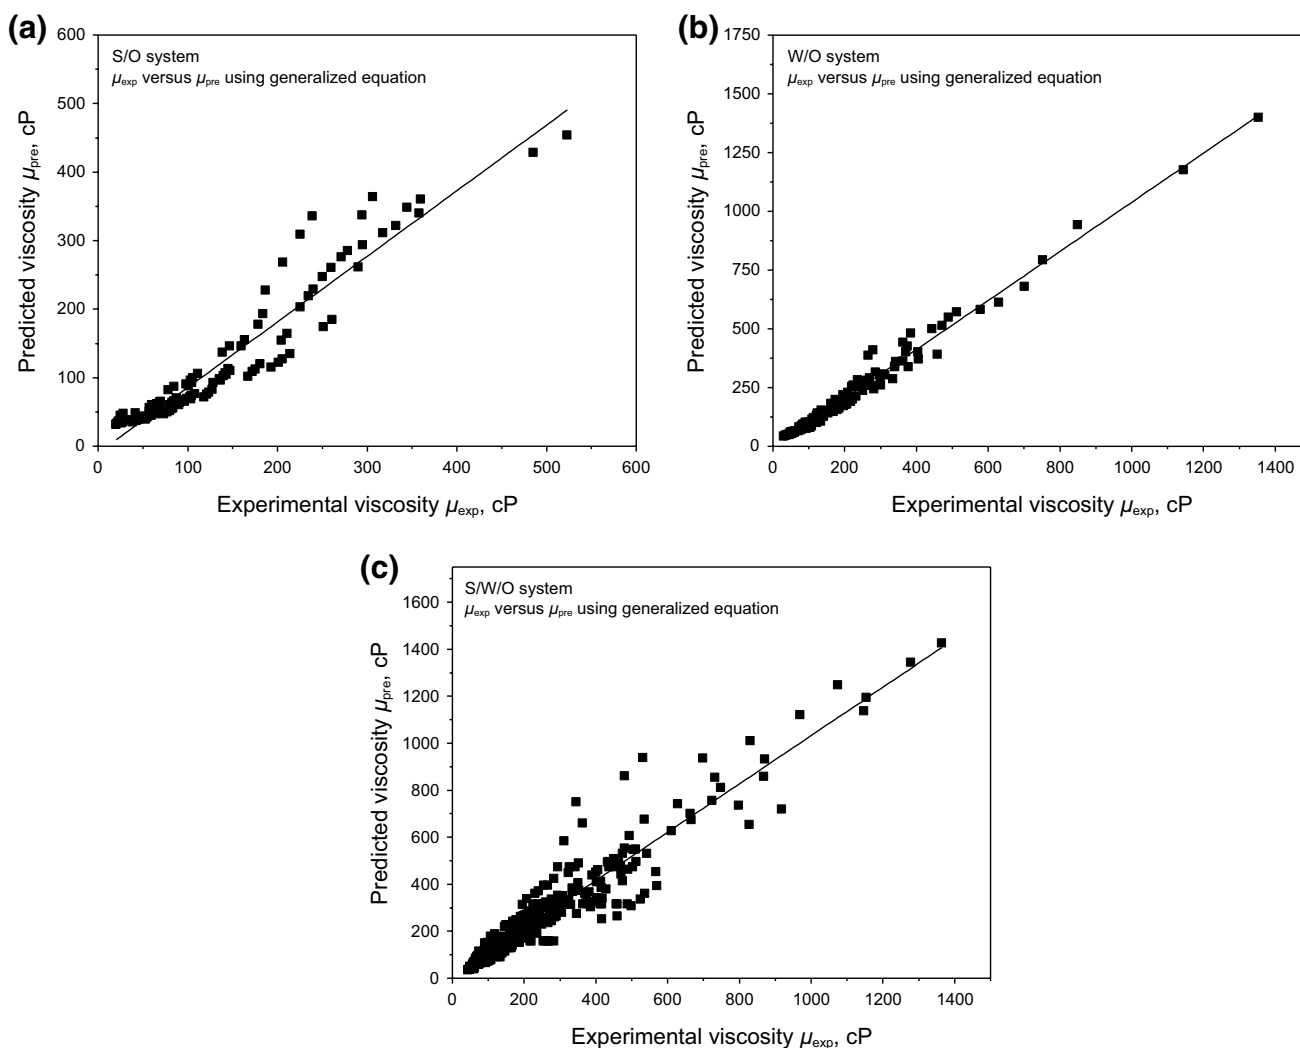 (a)
600
500
400
300
200
100
0
Predicted viscosity μpre, cP
S/O system
μexp versus μpre using generalized equation
0 100 200 300 400 500 600
Experimental viscosity μexp, cP
(b)
1750
1500
1250
1000
750
500
250
0
Predicted viscosity μpre, cP
W/O system
μexp versus μpre using generalized equation
0 200 400 600 800 1000 1200 1400
Experimental viscosity μexp, cP
(c)
1600
1400
1200
1000
800
600
400
200
0
Predicted viscosity μpre, cP
S/W/O system
μexp versus μpre using generalized equation
0 200 400 600 800 1000 1200 1400
Experimental viscosity μexp, cP